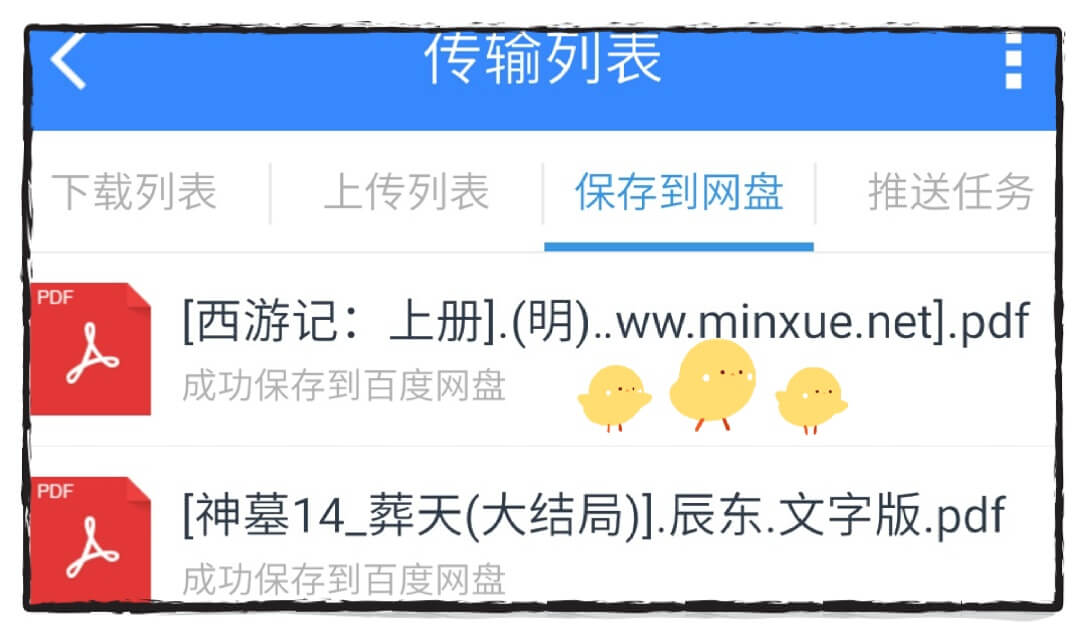 传输列表
下载列表 上传列表 保存到网盘 推送任务
PDF
[西游记：上册].(明)..ww.minxue.net].pdf
成功保存到百度网盘
PDF
[神墓14_葬天(大结局)].辰东.文字版.pdf
成功保存到百度网盘